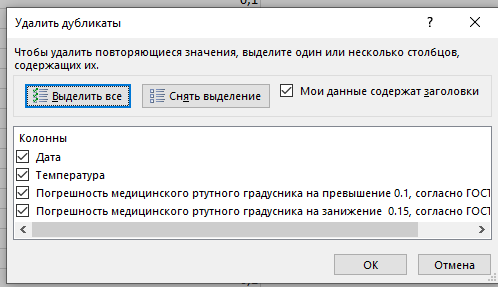 0,1
Удалить дубликаты ? ×
Чтобы удалить повторяющиеся значения, выделите один или несколько столбцов,
содержащих их.
Выделить все Снять выделение Мои данные содержат заголовки
Колонны
Дата
Температура
Погрешность медицинского ртутного градусника на превышение 0.1, согласно ГОСТ
Погрешность медицинского ртутного градусника на занижение 0.15, согласно ГОСТ
ОК Отмена